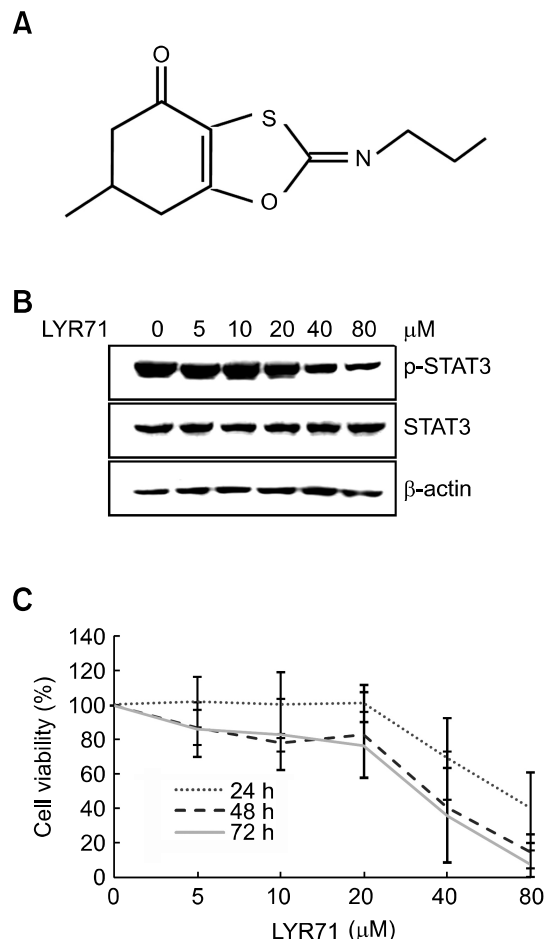 A
O
S
N
O
B
LYR71 0 5 10 20 40 80 μM
p-STAT3
STAT3
β-actin
C
140
120
100
80
60
40
20
0
Cell viability (%)
24 h
48 h
72 h
0 5 10 20 40 80
LYR71 (μM)